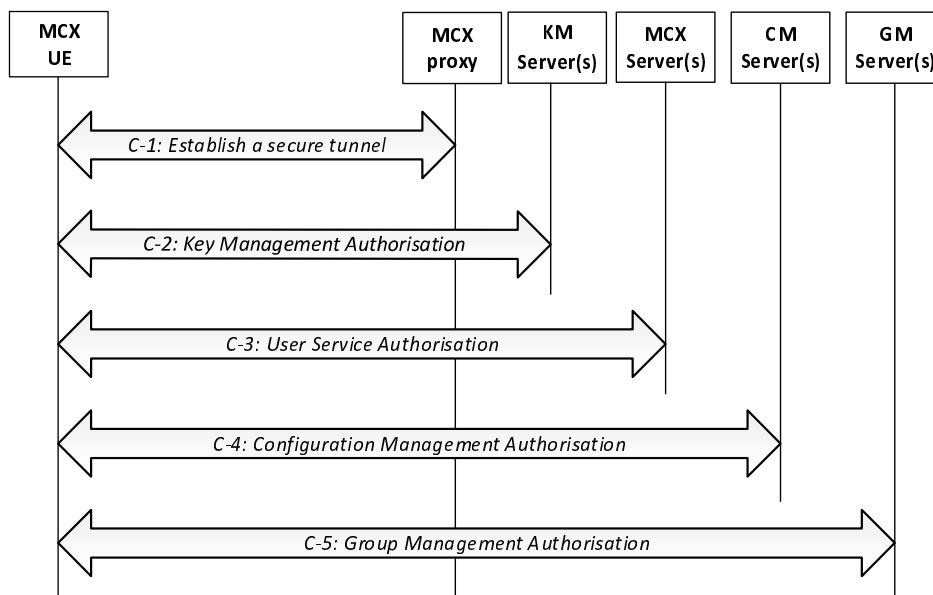 MCX
UE
MCX
proxy
KM
Server(s)
MCX
Server(s)
CM
Server(s)
GM
Server(s)
C-1: Establish a secure tunnel
C-2: Key Management Authorisation
C-3: User Service Authorisation
C-4: Configuration Management Authorisation
C-5: Group Management Authorisation